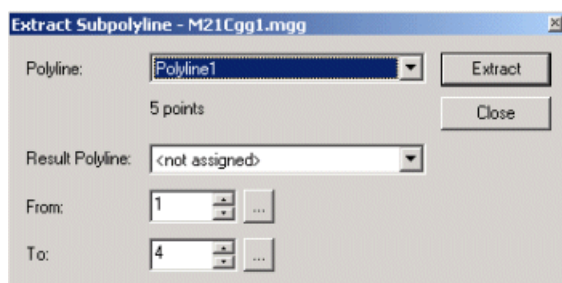 Extract Subpolyline - M21Cgg1.mgg
Polyline: Polyline1 Extract
5 points Close
Result Polyline: <not assigned>
From: 1 ...
To: 4 ...